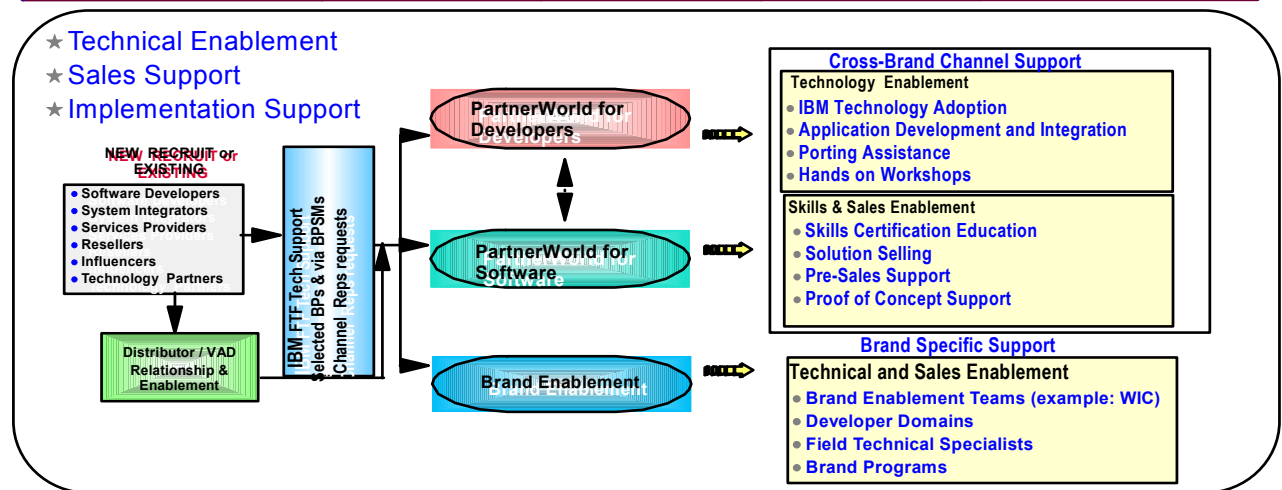 Technical Enablement
Sales Support
Implementation Support
NEW RECRUIT or
EXISTING
Software Developers
System Integrators
Services Providers
Resellers
Influencers
Technology Partners
Distributor / VAD
Relationship &
Enablement
IBM FTF Tech Support
Selected BPs & via BPSMs
Channel Reps requests
PartnerWorld for
Developers
PartnerWorld for
Software
Brand Enablement
Cross-Brand Channel Support
Technology Enablement
IBM Technology Adoption
Application Development and Integration
Porting Assistance
Hands on Workshops
Skills & Sales Enablement
Skills Certification Education
Solution Selling
Pre-Sales Support
Proof of Concept Support
Brand Specific Support
Technical and Sales Enablement
Brand Enablement Teams (example: WIC)
Developer Domains
Field Technical Specialists
Brand Programs